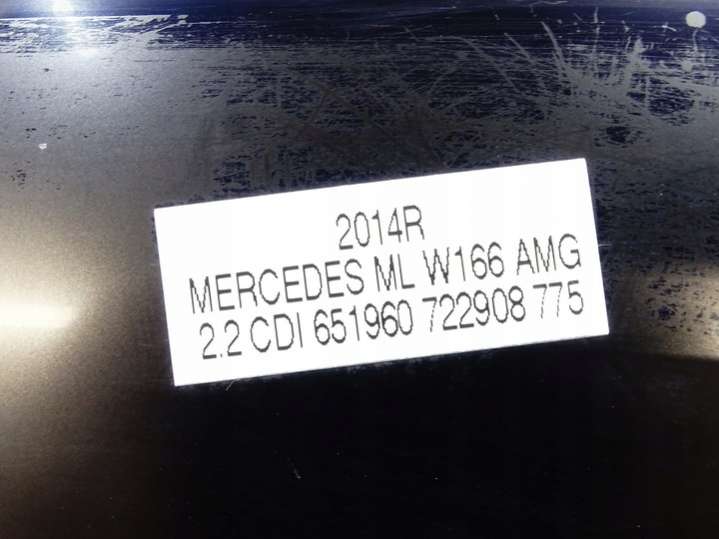 2014R
MERCEDES ML W166 AMG
2.2 CDI 651960 722908 775